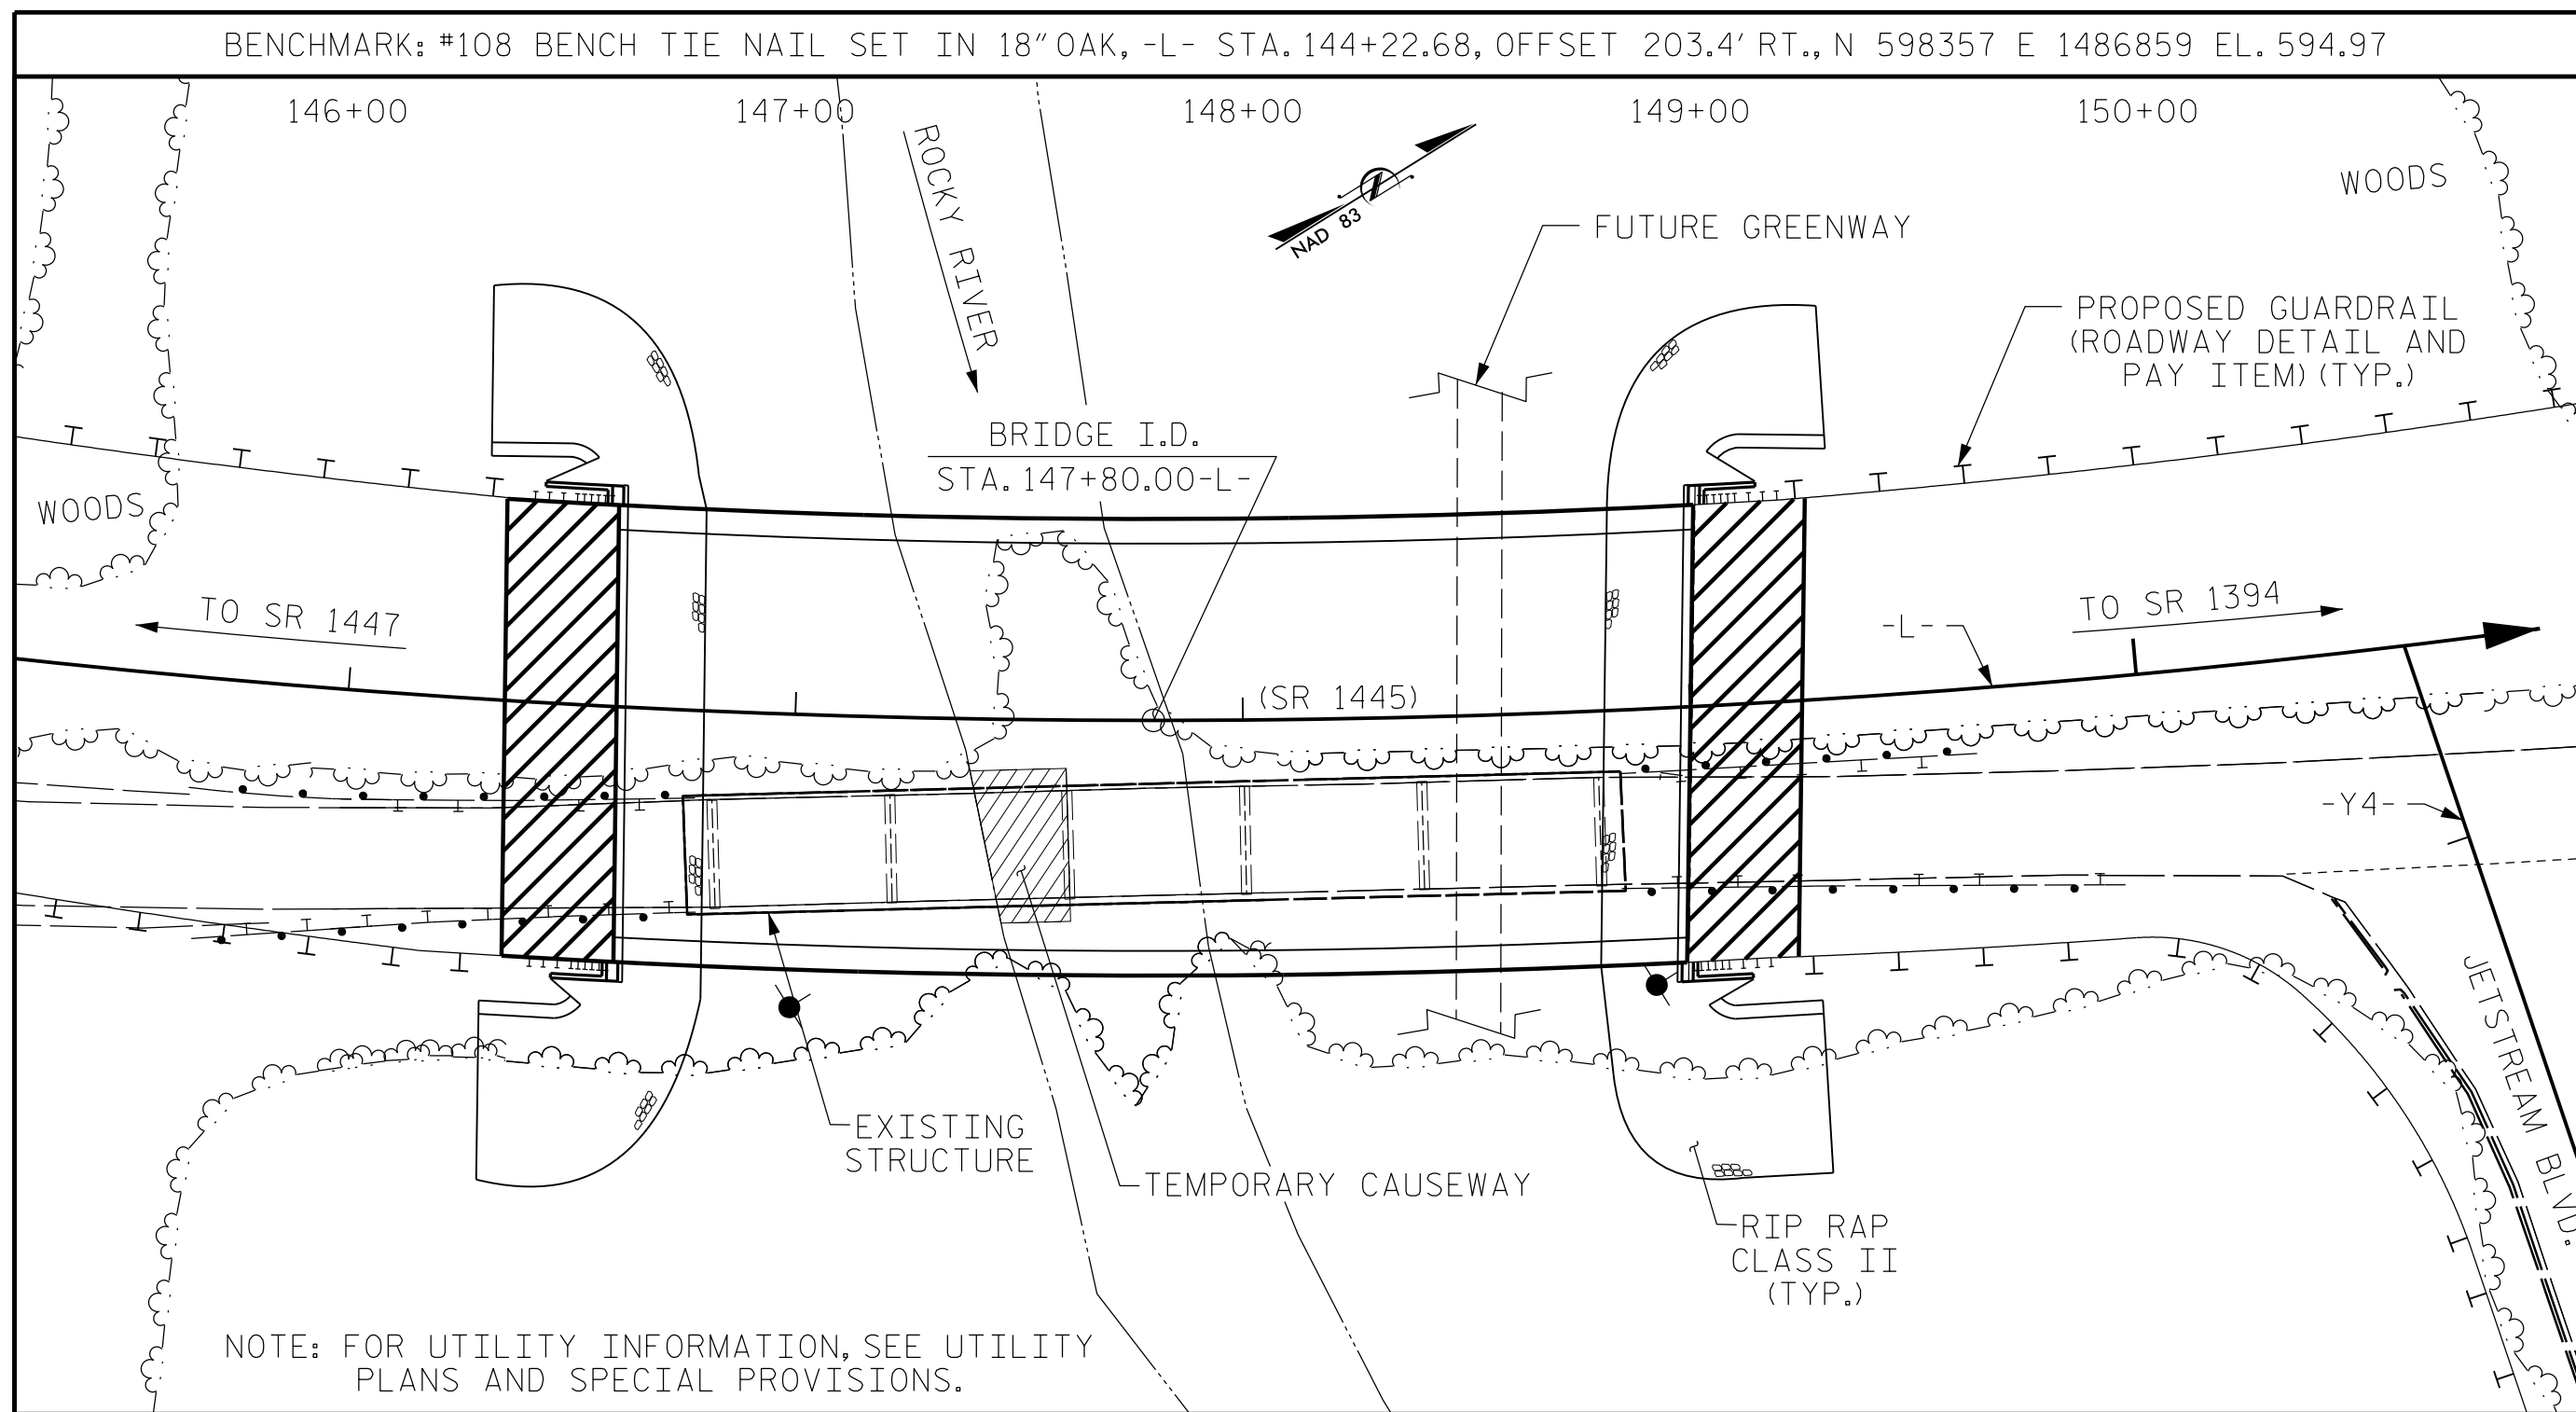 BENCHMARK: #108 BENCH TIE NAIL SET IN 18" OAK, -L- STA. 144+22.68, OFFSET 203.4' RT., N 598357 E 1486859 EL. 594.97
146+00 147+00 148+00 149+00 150+00
ROCKY RIVER
NAD 83
WOODS
FUTURE GREENWAY
PROPOSED GUARDRAIL
(ROADWAY DETAIL AND
PAY ITEM) (TYP.)
BRIDGE I.D.
STA. 147+80.00-L-
WOODS
TO SR 1447
TO SR 1394
-L-
(SR 1445)
-Y4-
JETSTREAM BLVD.
EXISTING
STRUCTURE
TEMPORARY CAUSEWAY
RIP RAP
CLASS II
(TYP.)
NOTE: FOR UTILITY INFORMATION, SEE UTILITY
PLANS AND SPECIAL PROVISIONS.